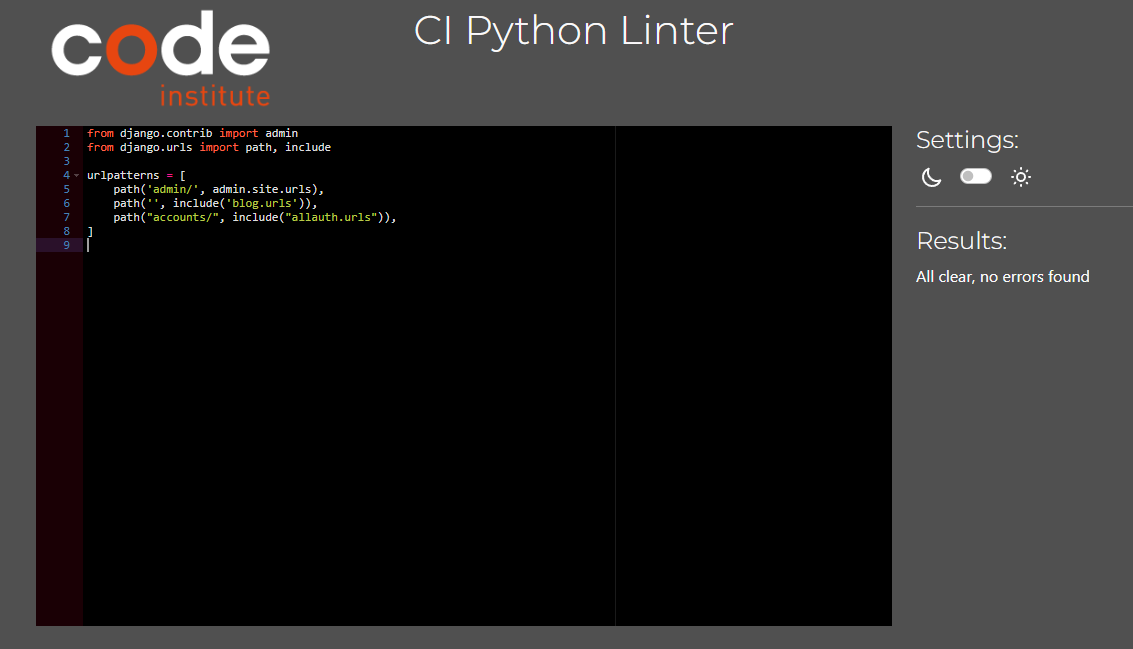 code
institute
CI Python Linter
1 from django.contrib import admin
2 from django.urls import path, include
3
4 urlpatterns = [
5     path('admin/', admin.site.urls),
6     path('', include('blog.urls')),
7     path("accounts/", include("allauth.urls")),
8 ]
9
Settings:
Results:
All clear, no errors found